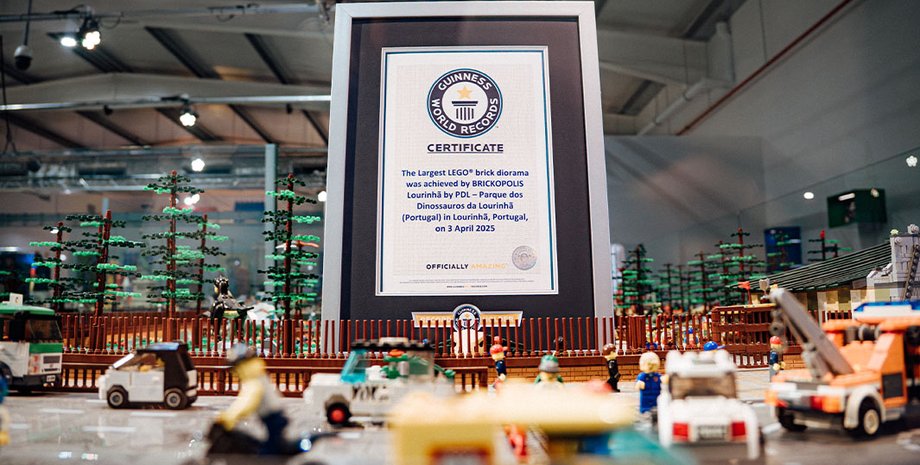 GUINNESS
WORLD RECORDS
CERTIFICATE
The Largest LEGO® brick diorama
was achieved by BRICKOPOLIS
Lourinhã by PDL – Parque dos
Dinossauros da Lourinhã
(Portugal) in Lourinhã, Portugal,
on 3 April 2025
OFFICIALLY AMAZING